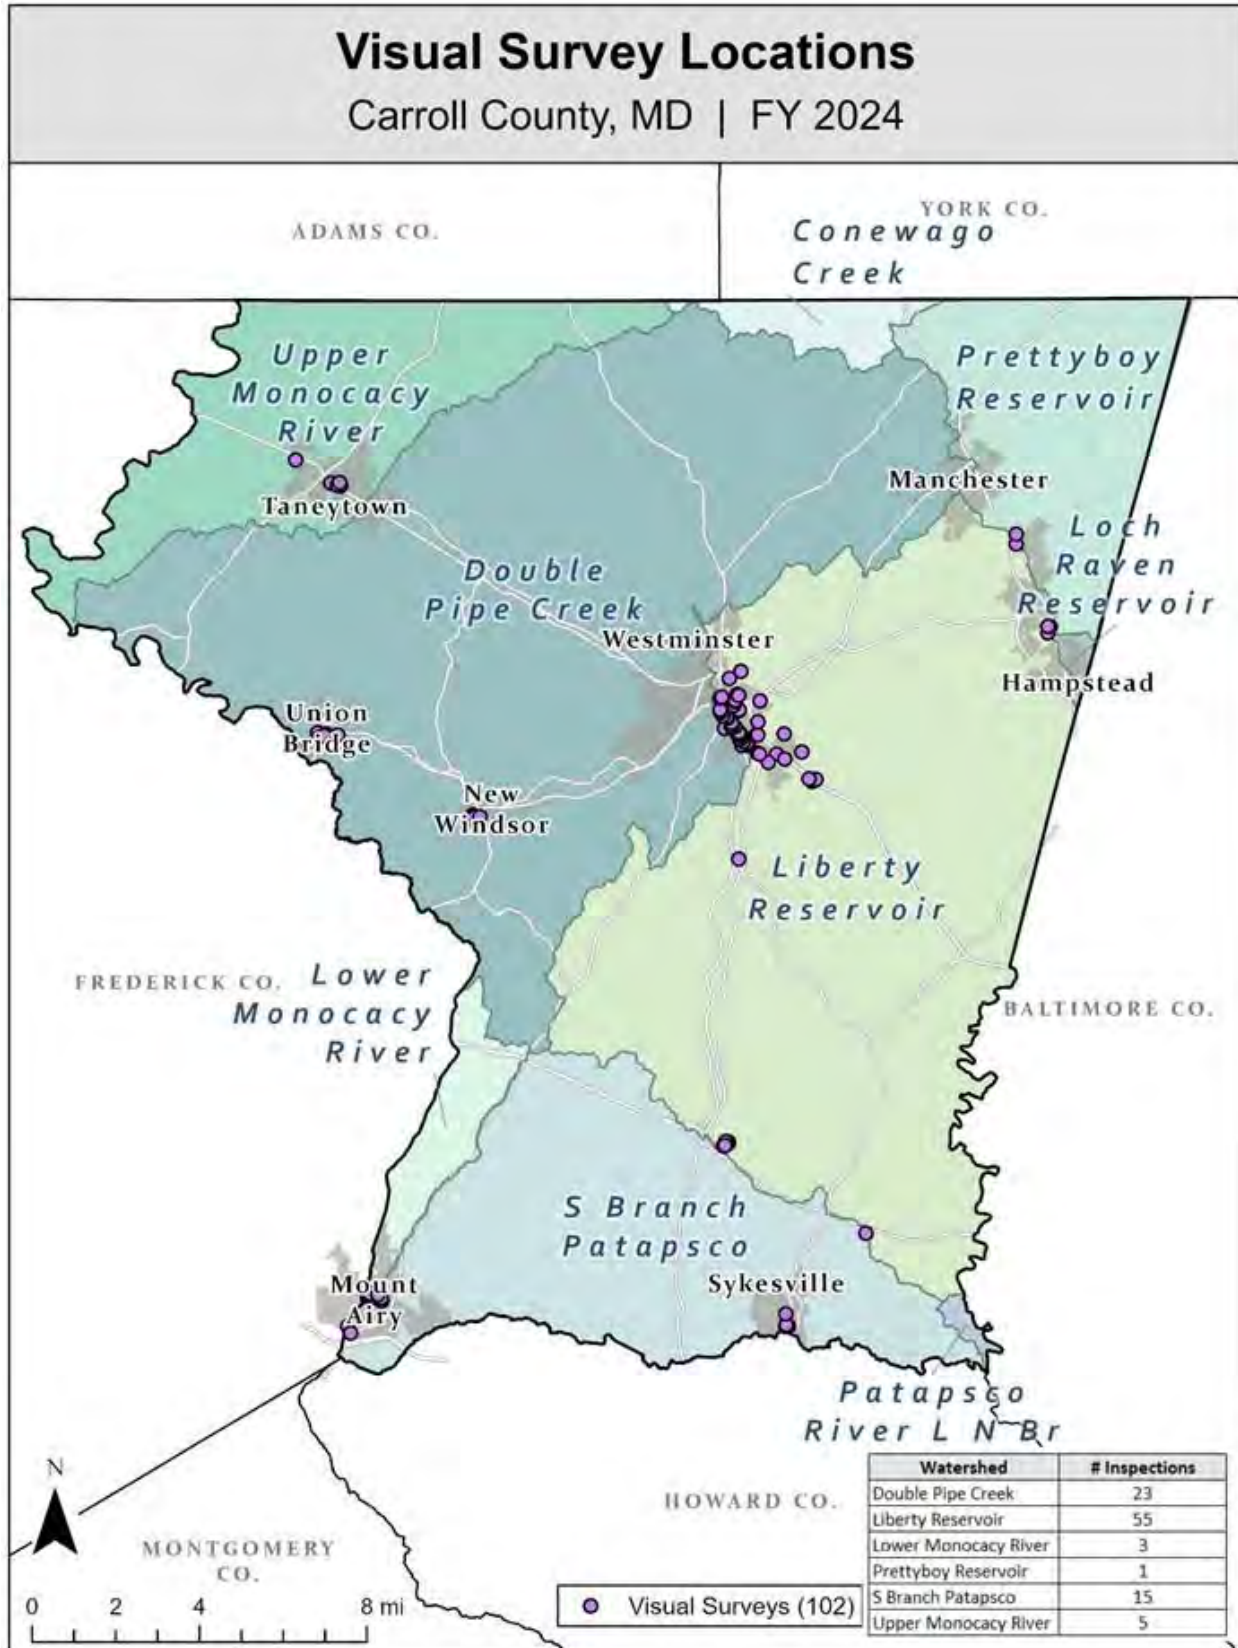 Visual Survey Locations
Carroll County, MD | FY 2024
ADAMS CO.
YORK CO.
Conewago
Creek
Upper
Monocacy
River
Prettyboy
Reservoir
Manchester
Taneytown
Loch
Raven
Reservoir
Double
Pipe Creek
Westminster
Hampstead
Union
Bridge
New
Windsor
Liberty
Reservoir
FREDERICK CO.
Lower
Monocacy
River
BALTIMORE CO.
S Branch
Patapsco
Sykesville
Mount
Airy
Patapsco
River L N Br
N
HOWARD CO.
MONTGOMERY
CO.
0 2 4 8 mi
Visual Surveys (102)
Watershed # Inspections
Double Pipe Creek 23
Liberty Reservoir 55
Lower Monocacy River 3
Prettyboy Reservoir 1
S Branch Patapsco 15
Upper Monocacy River 5